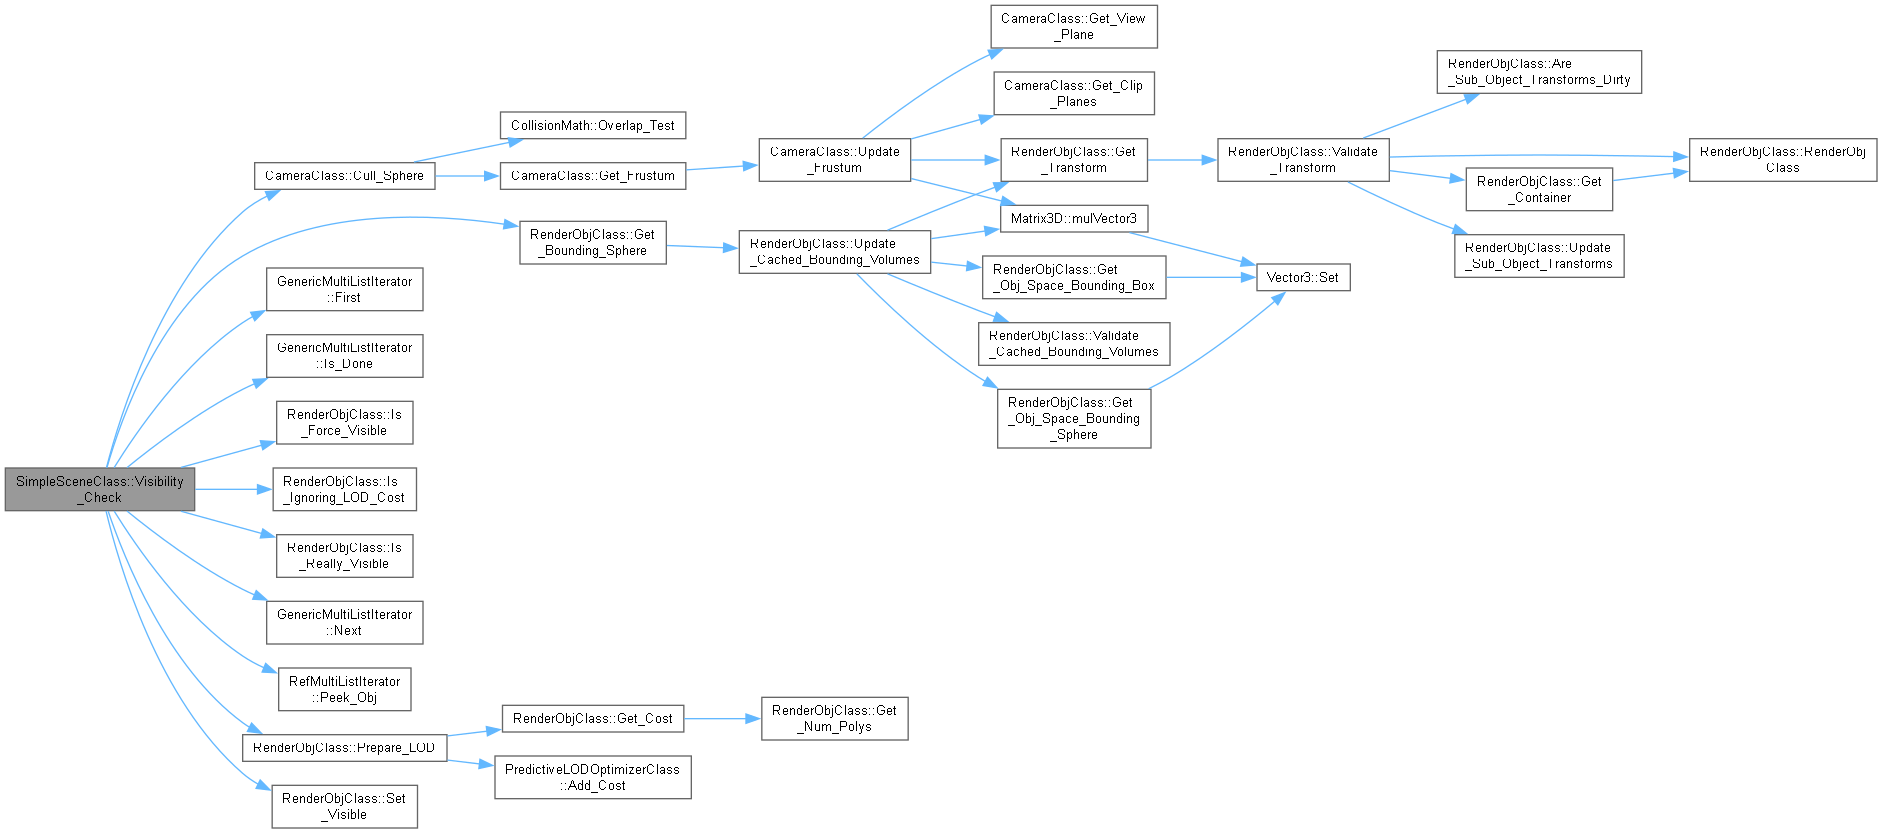 SimpleSceneClass::Visibility
_Check
CameraClass::Cull_Sphere
RenderObjClass::Get
_Bounding_Sphere
GenericMultiListIterator
::First
GenericMultiListIterator
::Is_Done
RenderObjClass::Is
_Force_Visible
RenderObjClass::Is
_Ignoring_LOD_Cost
RenderObjClass::Is
_Really_Visible
GenericMultiListIterator
::Next
RefMultiListIterator
::Peek_Obj
RenderObjClass::Prepare_LOD
RenderObjClass::Set
_Visible
CollisionMath::Overlap_Test
CameraClass::Get_Frustum
RenderObjClass::Get_Cost
PredictiveLODOptimizerClass
::Add_Cost
CameraClass::Update
_Frustum
RenderObjClass::Update
_Cached_Bounding_Volumes
RenderObjClass::Get
_Num_Polys
CameraClass::Get_View
_Plane
CameraClass::Get_Clip
_Planes
RenderObjClass::Get
_Transform
Matrix3D::mulVector3
RenderObjClass::Get
_Obj_Space_Bounding_Box
RenderObjClass::Validate
_Cached_Bounding_Volumes
RenderObjClass::Get
_Obj_Space_Bounding
_Sphere
RenderObjClass::Validate
_Transform
Vector3::Set
RenderObjClass::Are
_Sub_Object_Transforms_Dirty
RenderObjClass::Get
_Container
RenderObjClass::Update
_Sub_Object_Transforms
RenderObjClass::RenderObj
Class